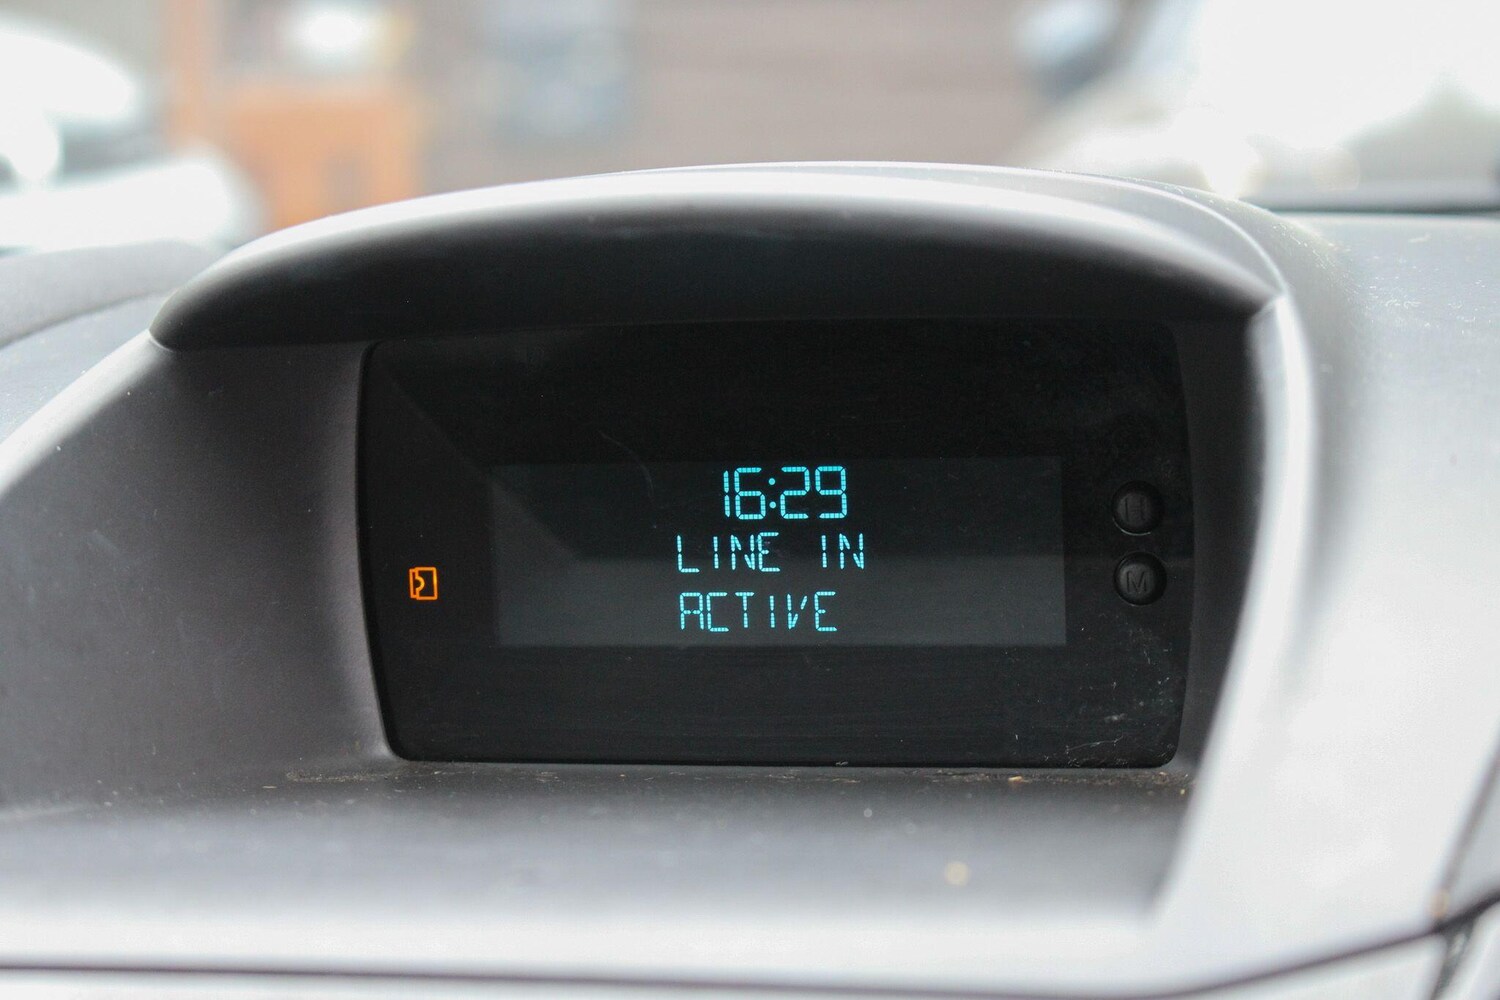 16:29
LINE IN
ACTIVE
H
M